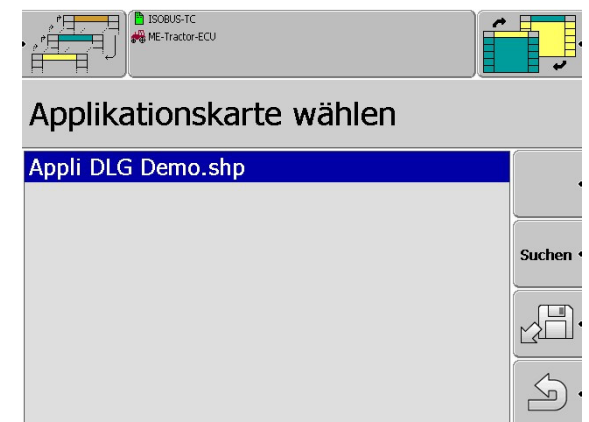 ISOBUS-TC
ME-Tractor-ECU
Applikationskarte wählen
Appli DLG Demo.shp
Suchen